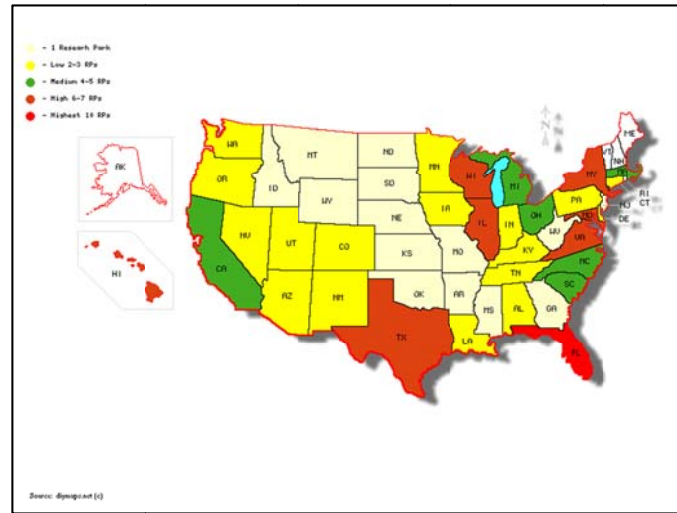 - 1 Research Park
- Low 2-3 RPs
- Medium 4-5 RPs
- High 6-7 RPs
- Highest 10 RPs
AK
HI
WA
OR
CA
NV
ID
MT
WY
UT
AZ
CO
NM
ND
SD
NE
KS
OK
TX
MN
IA
MO
AR
LA
WI
IL
MS
MI
IN
KY
TN
AL
OH
WV
GA
FL
SC
NC
VA
PA
NY
ME
VT
NH
MA
RI
CT
NJ
DE
MD
Source: diymaps.net (c)